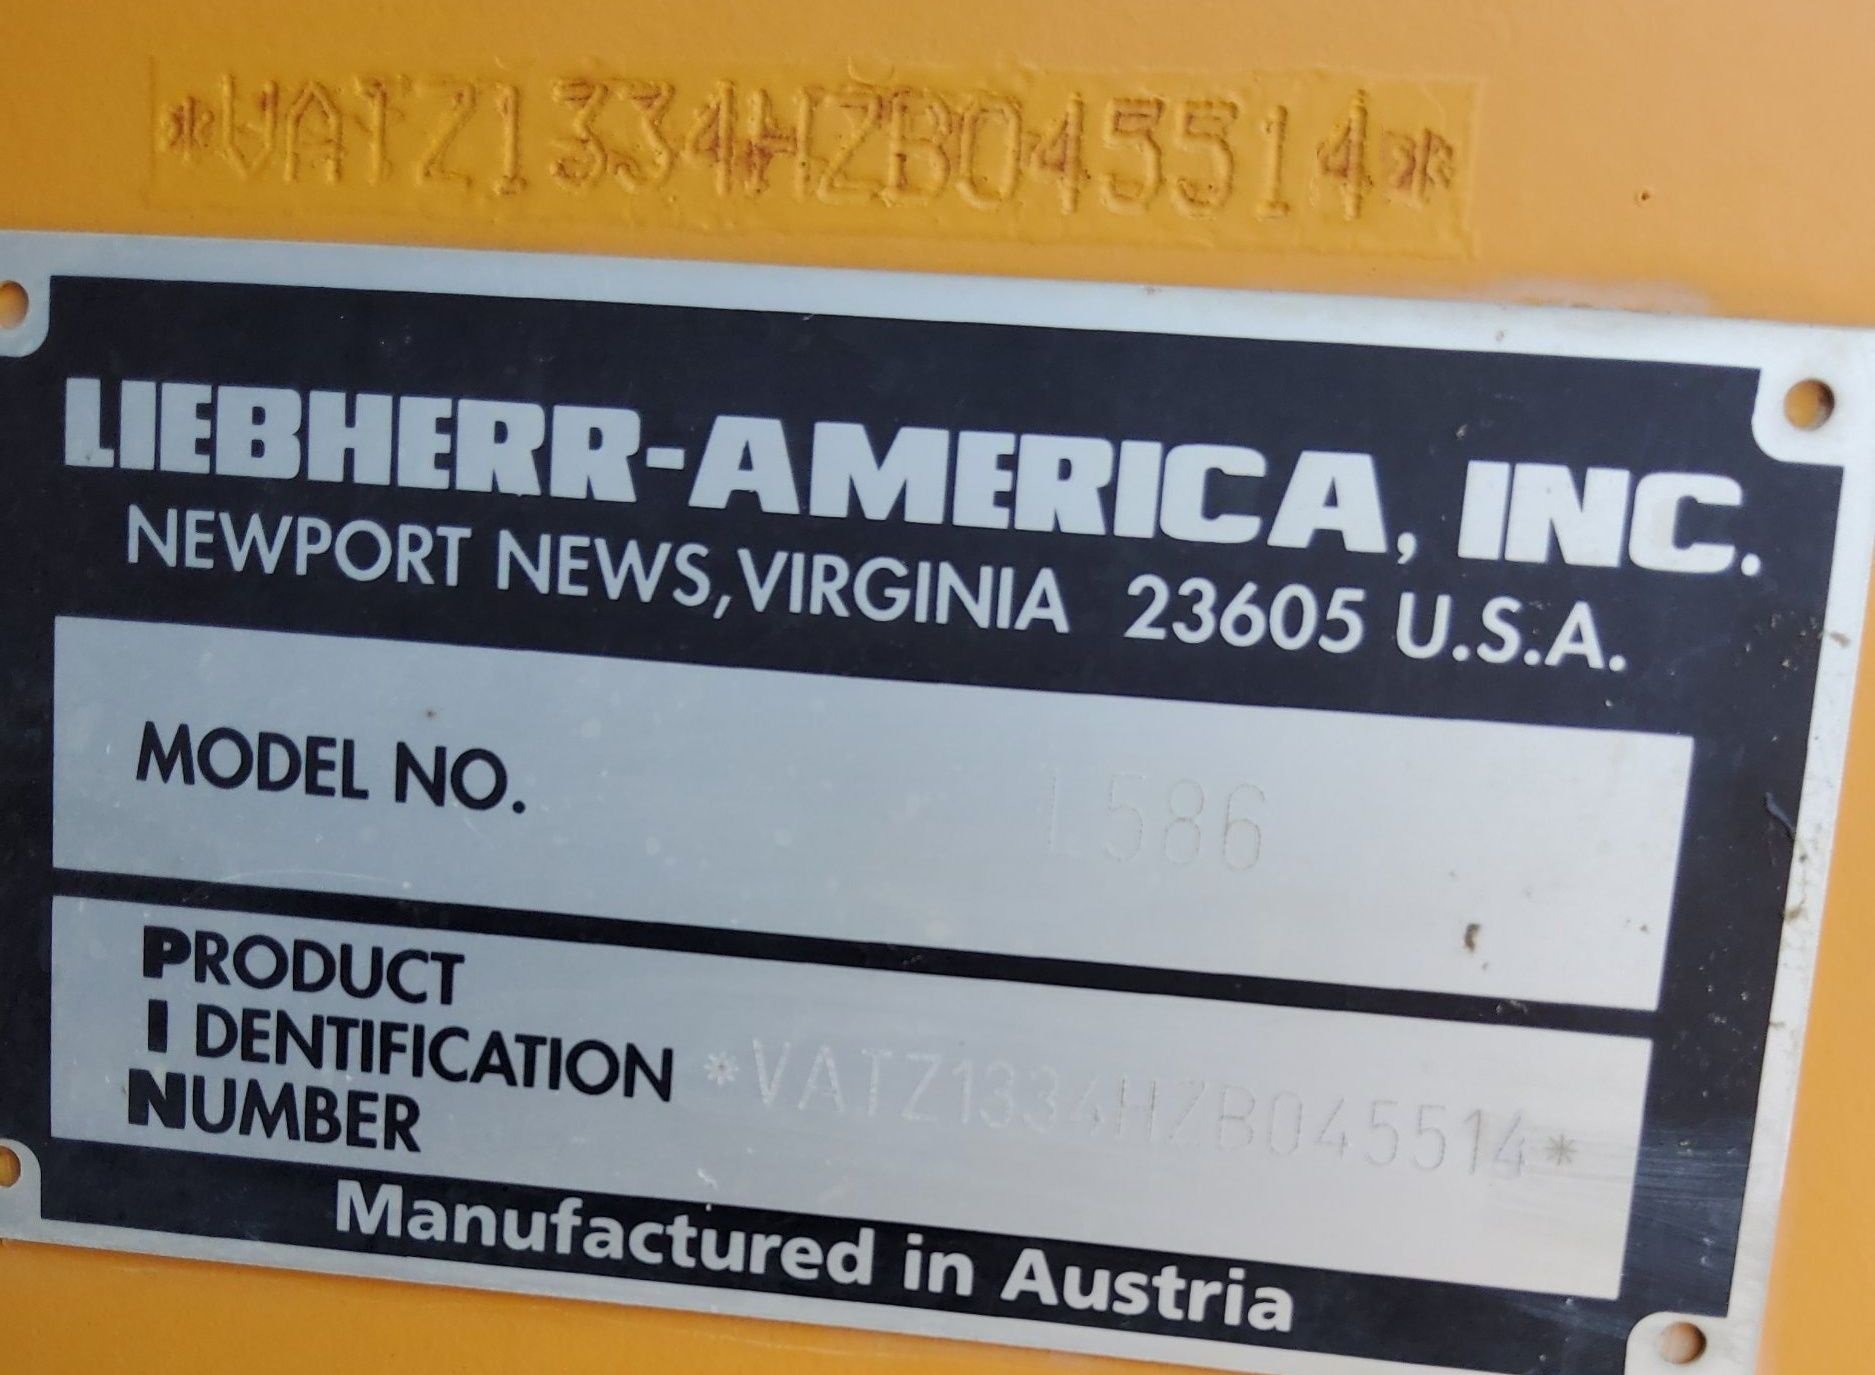 *VATZ1334HZB045514*
LIEBHERR-AMERICA, INC.
NEWPORT NEWS, VIRGINIA 23605 U.S.A.
MODEL NO. L586
PRODUCT
IDENTIFICATION
NUMBER *VATZ1334HZB045514*
Manufactured in Austria